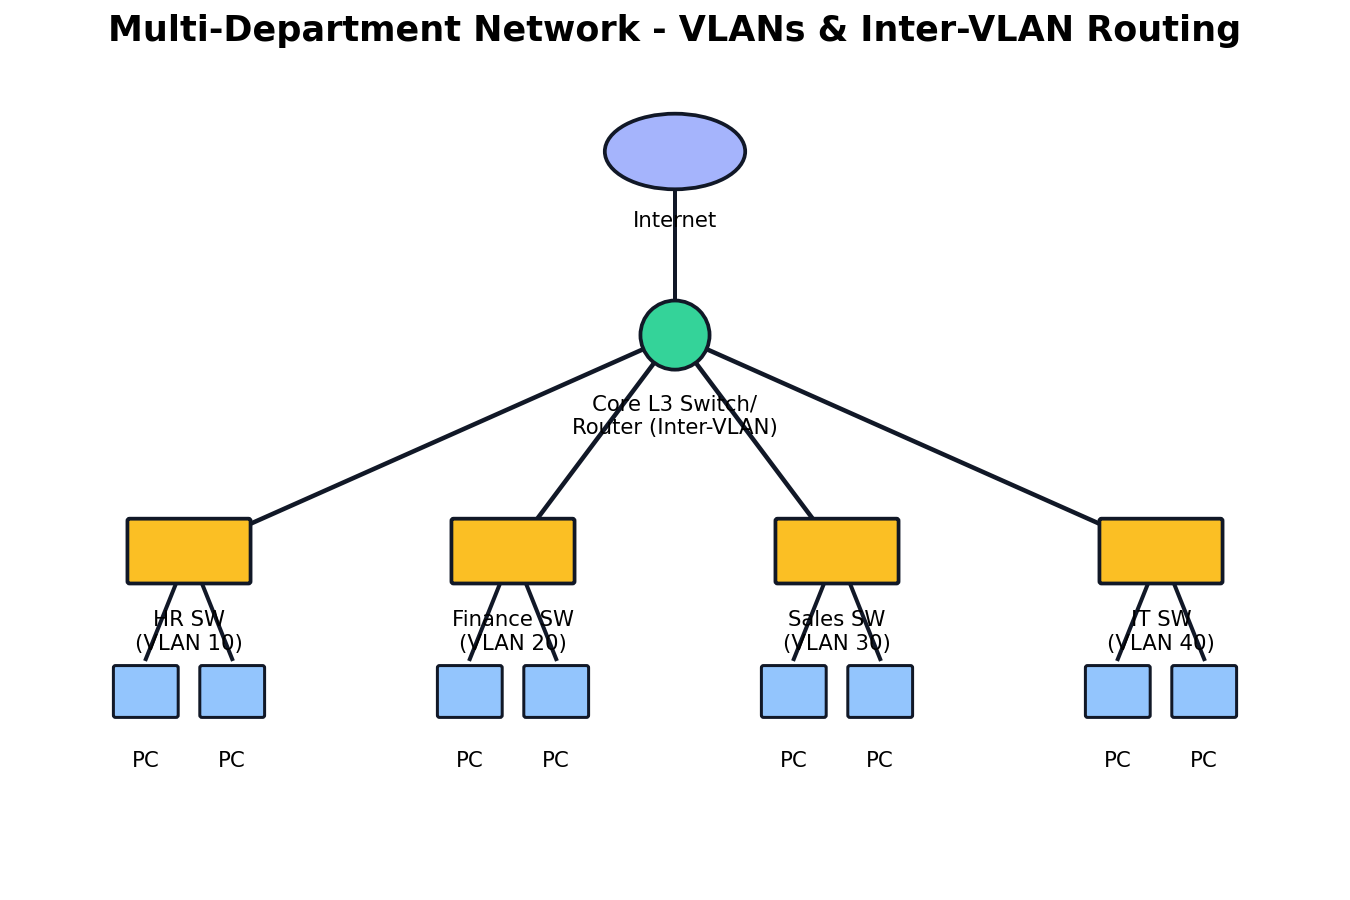 Multi-Department Network - VLANs & Inter-VLAN Routing
Internet
Core L3 Switch/
Router (Inter-VLAN)
HR SW
(VLAN 10)
Finance SW
(VLAN 20)
Sales SW
(VLAN 30)
IT SW
(VLAN 40)
PC
PC
PC
PC
PC
PC
PC
PC